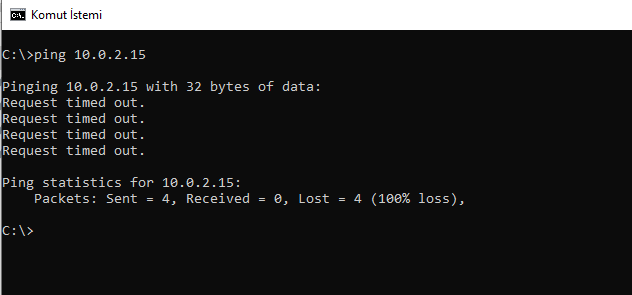 Komut İstemi
C:\>ping 10.0.2.15
Pinging 10.0.2.15 with 32 bytes of data:
Request timed out.
Request timed out.
Request timed out.
Request timed out.
Ping statistics for 10.0.2.15:
    Packets: Sent = 4, Received = 0, Lost = 4 (100% loss),
C:\>